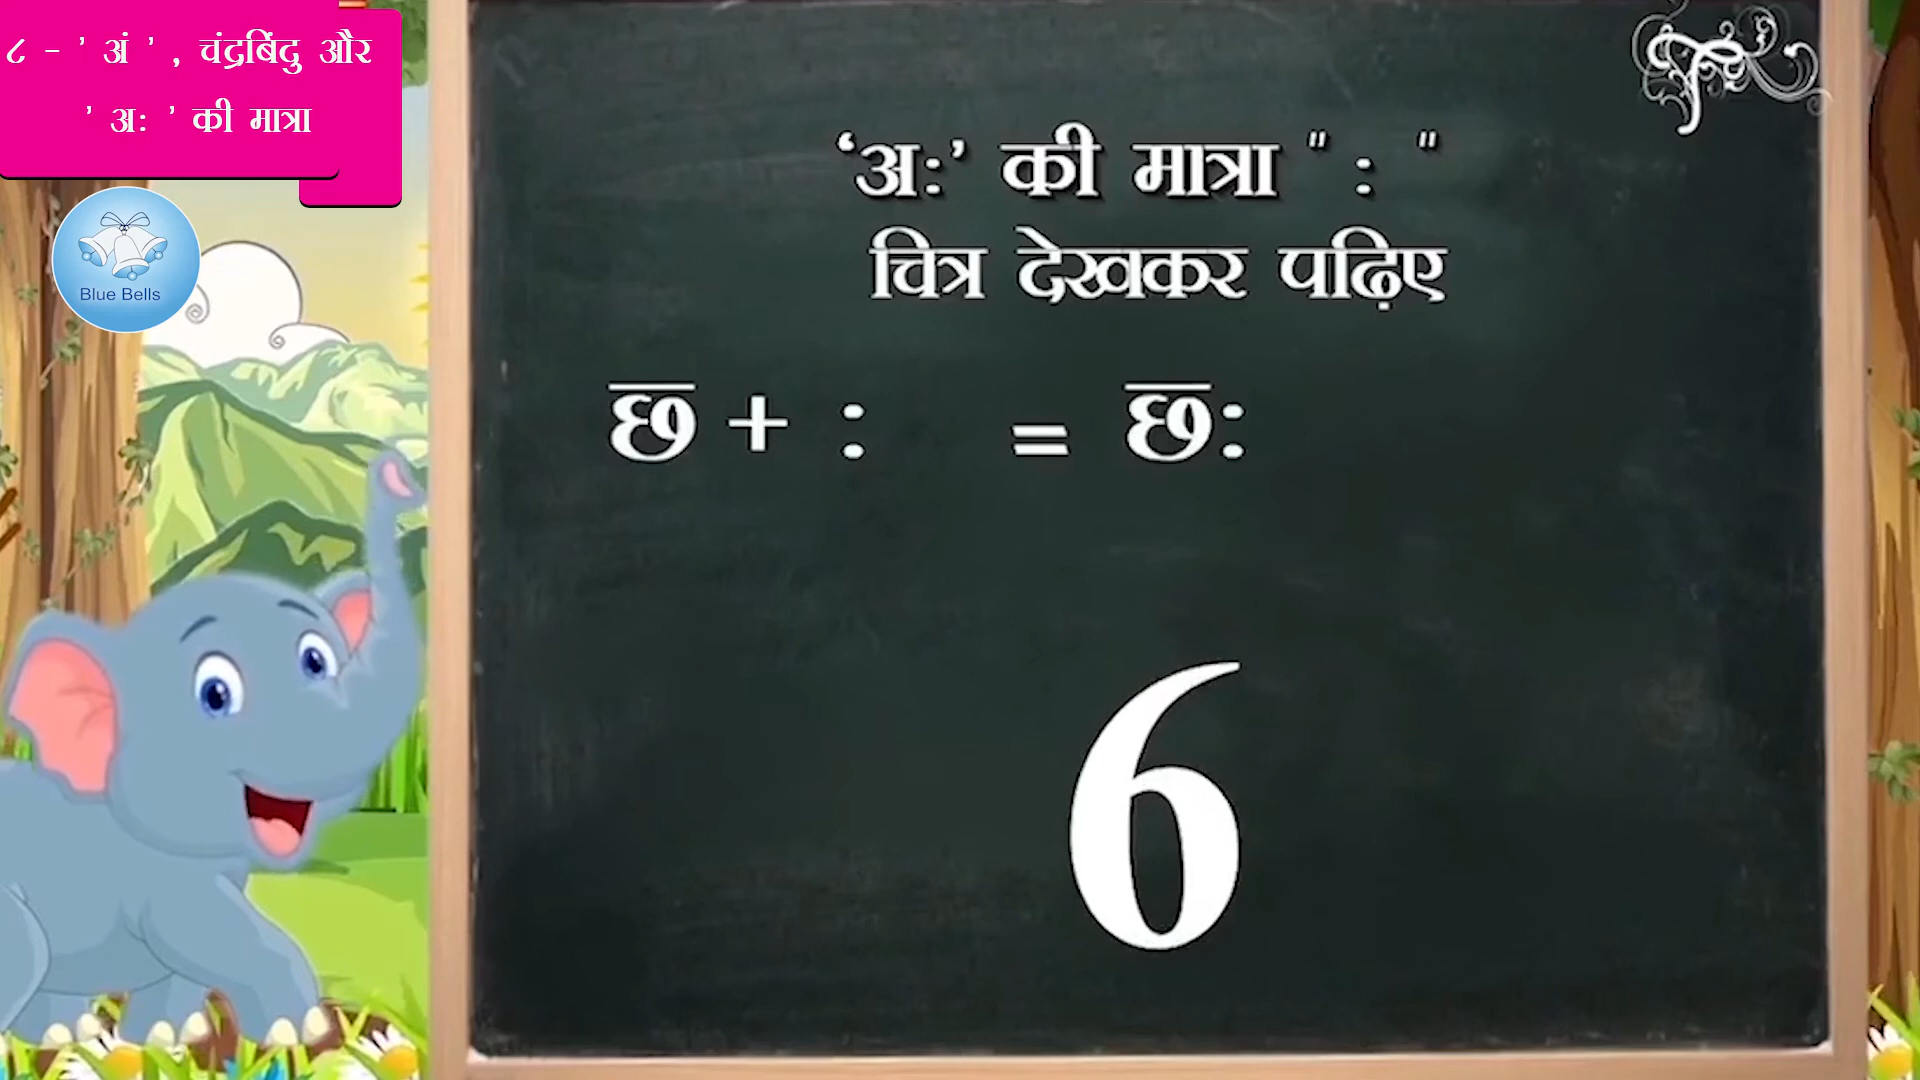 ८ - ' अं ' , चंद्रबिंदु और
' अः ' की मात्रा
Blue Bells
‘अः’ की मात्रा " : "
चित्र देखकर पढ़िए
छ + : = छः
6